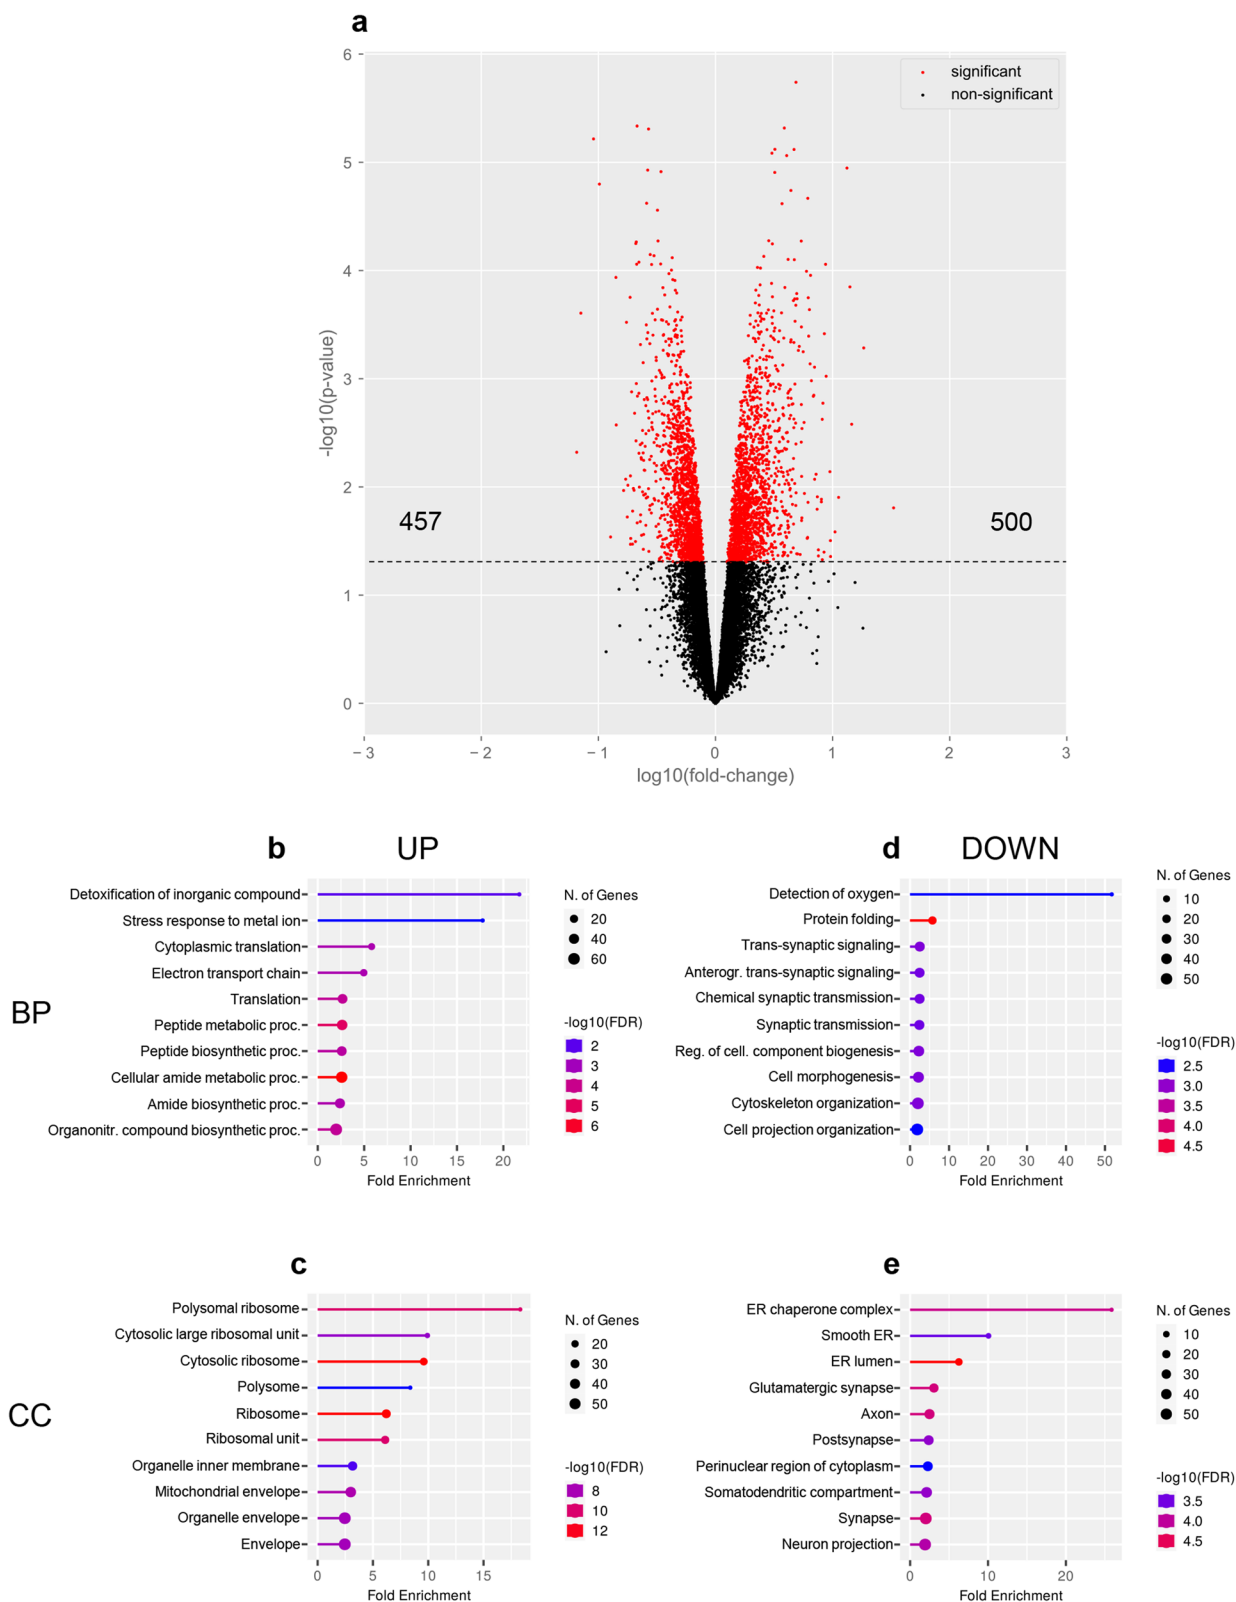 a
6
5
4
3
2
1
0
-log10(p-value)
significant
non-significant
457
500
−3
−2
−1
0
1
2
3
log10(fold-change)
BP
b
UP
Detoxification of inorganic compound
Stress response to metal ion
Cytoplasmic translation
Electron transport chain
Translation
Peptide metabolic proc.
Peptide biosynthetic proc.
Cellular amide metabolic proc.
Amide biosynthetic proc.
Organonitr. compound biosynthetic proc.
0
5
10
15
20
Fold Enrichment
N. of Genes
20
40
60
-log10(FDR)
2
3
4
5
6
d
DOWN
Detection of oxygen
Protein folding
Trans-synaptic signaling
Anterogr. trans-synaptic signaling
Chemical synaptic transmission
Synaptic transmission
Reg. of cell. component biogenesis
Cell morphogenesis
Cytoskeleton organization
Cell projection organization
0
10
20
30
40
50
Fold Enrichment
N. of Genes
10
20
30
40
50
-log10(FDR)
2.5
3.0
3.5
4.0
4.5
CC
c
Polysomal ribosome
Cytosolic large ribosomal unit
Cytosolic ribosome
Polysome
Ribosome
Ribosomal unit
Organelle inner membrane
Mitochondrial envelope
Organelle envelope
Envelope
0
5
10
15
Fold Enrichment
N. of Genes
20
30
40
50
-log10(FDR)
8
10
12
e
ER chaperone complex
Smooth ER
ER lumen
Glutamatergic synapse
Axon
Postsynapse
Perinuclear region of cytoplasm
Somatodendritic compartment
Synapse
Neuron projection
0
10
20
Fold Enrichment
N. of Genes
10
20
30
40
50
-log10(FDR)
3.5
4.0
4.5